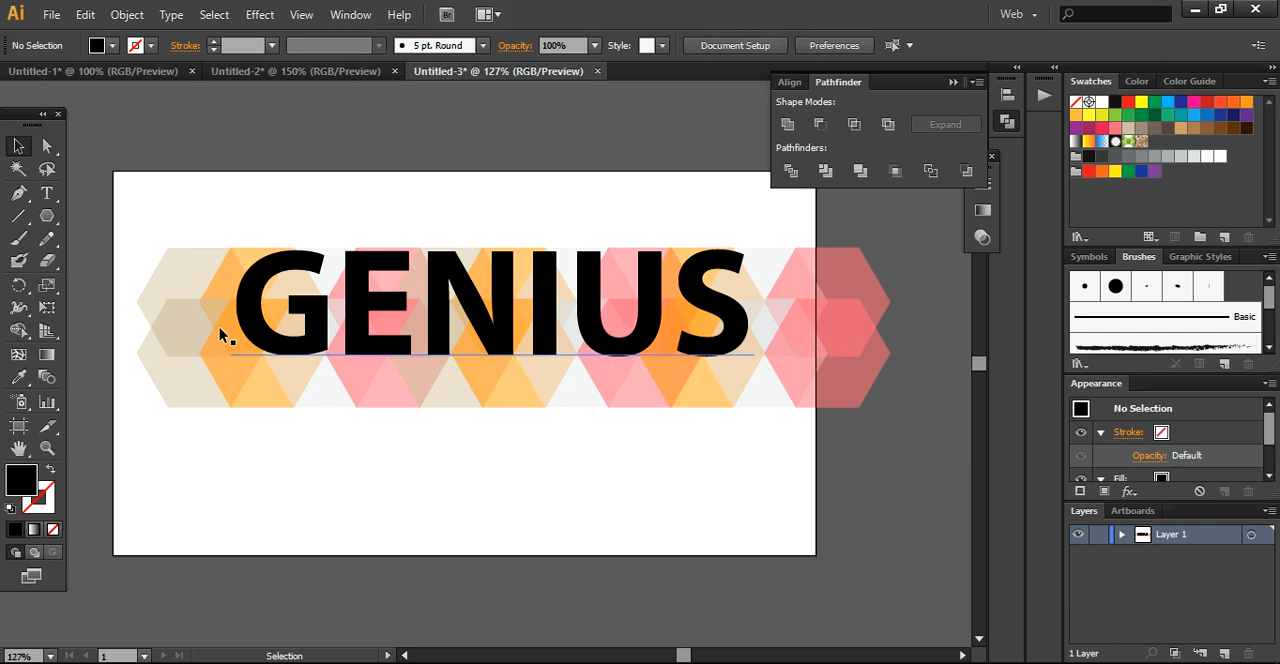 Ai File Edit Object Type Select Effect View Window Help Br Web
No Selection Stroke: 5 pt. Round Opacity: 100% Style: Document Setup Preferences
Untitled-1* @ 100% (RGB/Preview) × Untitled-2* @ 150% (RGB/Preview) × Untitled-3* @ 127% (RGB/Preview) ×
Align Pathfinder
Shape Modes:
Expand
Pathfinders:
Swatches Color Color Guide
GENIUS
Symbols Brushes Graphic Styles
Basic
Appearance
No Selection
Stroke:
Opacity: Default
Fill:
fx
Layers Artboards
Layer 1
1 Layer
127% 1 Selection